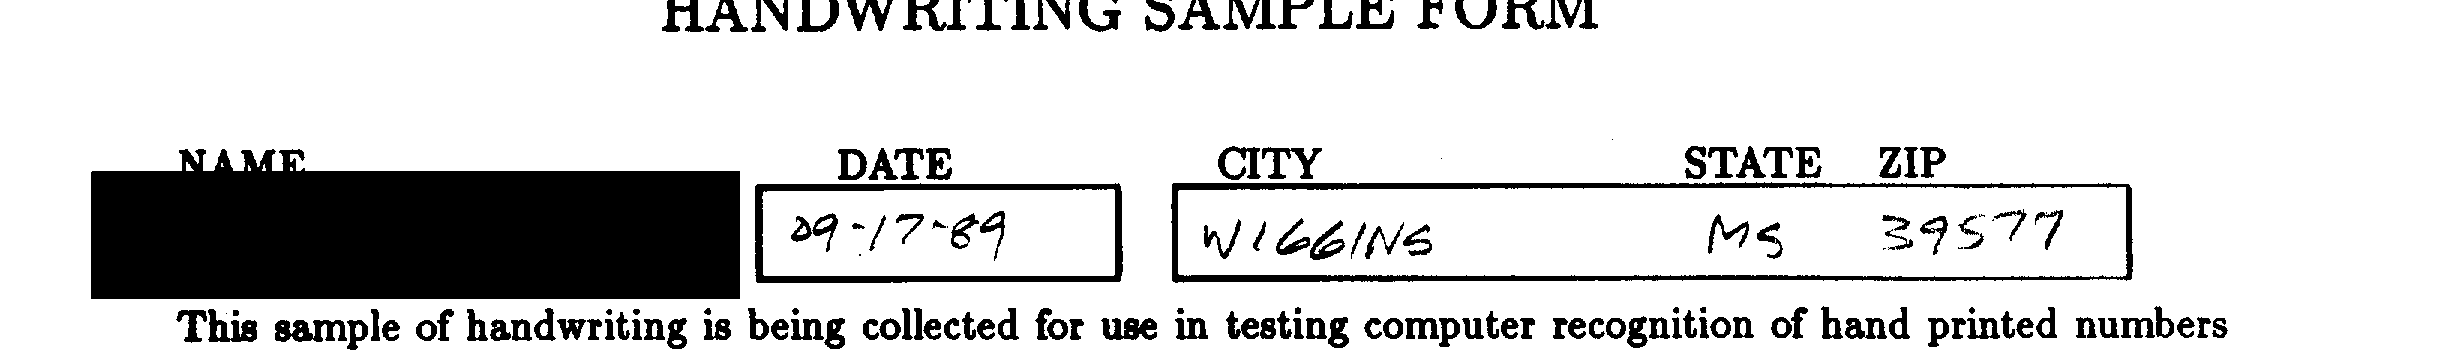 HANDWRITING SAMPLE FORM
NAME DATE CITY STATE ZIP
09-17-89 WIGGINS MS 39577
This sample of handwriting is being collected for use in testing computer recognition of hand printed numbers